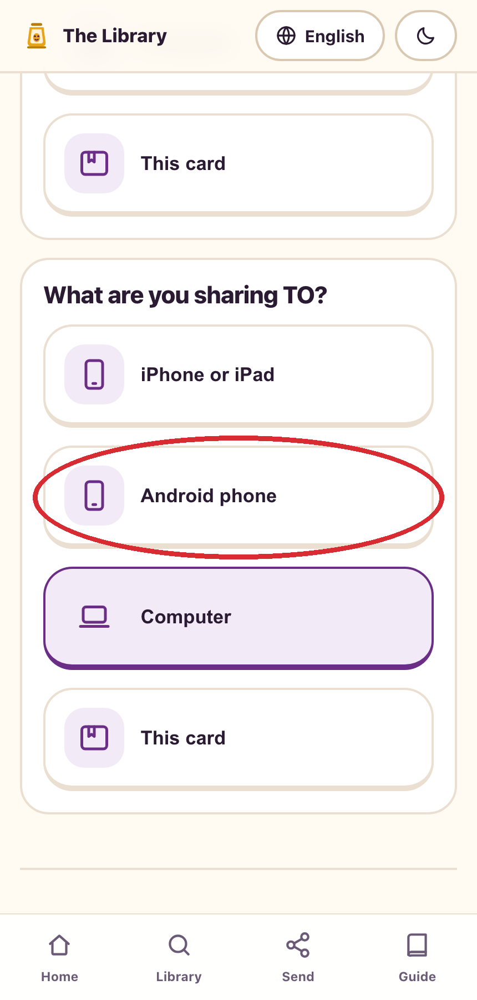 The Library
English
This card
What are you sharing TO?
iPhone or iPad
Android phone
Computer
This card
Home
Library
Send
Guide